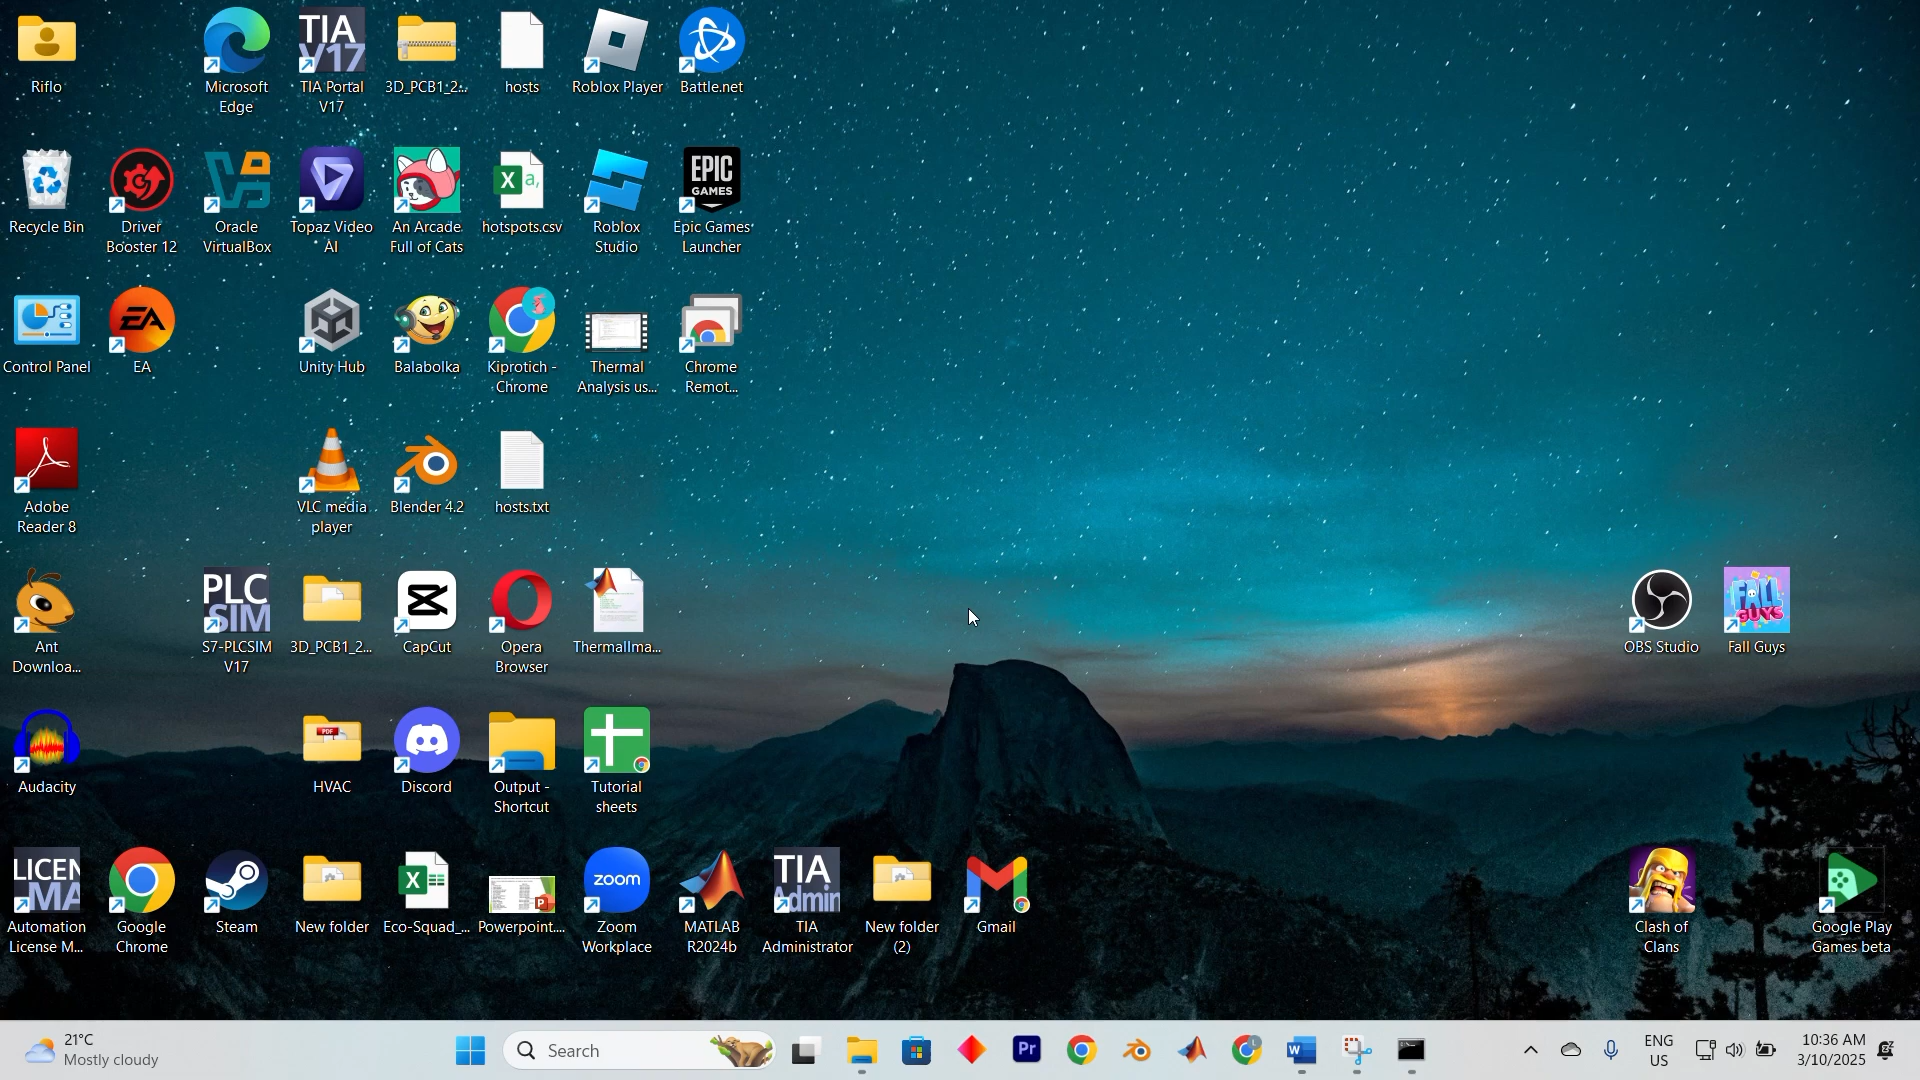 Riflo
Microsoft
Edge
TIA
V17
TIA Portal
V17
3D_PCB1_2...
hosts
Roblox Player
Battle.net
Recycle Bin
Driver
Booster 12
Oracle
VirtualBox
Topaz Video
AI
An Arcade
Full of Cats
X a,
hotspots.csv
Roblox
Studio
EPIC
GAMES
Epic Games
Launcher
Control Panel
EA
EA
Unity Hub
Balabolka
Kiprotich -
Chrome
Thermal
Analysis us...
Chrome
Remot...
Adobe
Reader 8
VLC media
player
Blender 4.2
hosts.txt
Ant
Downloa...
PLC
SIM
S7-PLCSIM
V17
3D_PCB1_2...
CapCut
Opera
Browser
ThermalIma...
OBS Studio
FALL
GUYS
Fall Guys
Audacity
PDF
HVAC
Discord
Output -
Shortcut
Tutorial
sheets
LICEN
MA
Automation
License M...
Google
Chrome
Steam
New folder
X
Eco-Squad_...
P
Powerpoint....
zoom
Zoom
Workplace
MATLAB
R2024b
TIA
Admin
TIA
Administrator
New folder
(2)
Gmail
Clash of
Clans
Google Play
Games beta
21°C
Mostly cloudy
Search
Pr
L
W
ENG
US
10:36 AM
3/10/2025